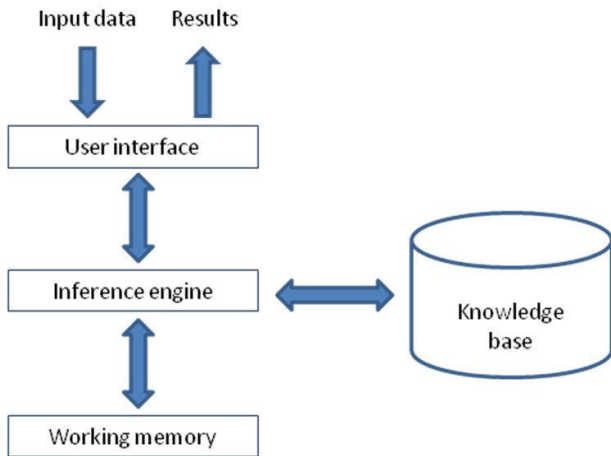 Input data
Results
User interface
Inference engine
Knowledge
base
Working memory